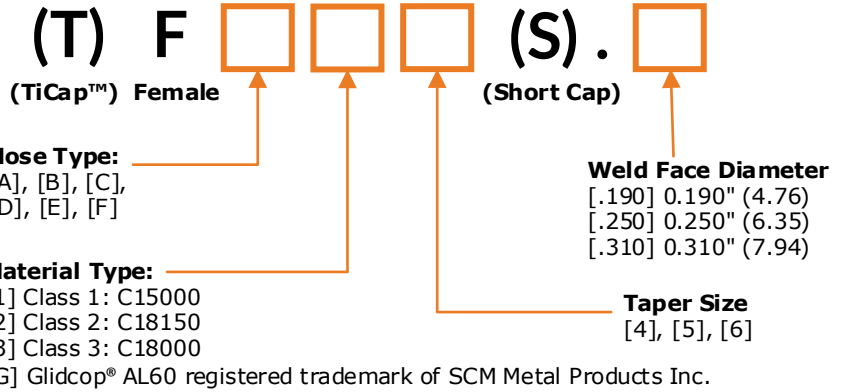 (T) F (S) .
(TiCap™) Female (Short Cap)
Type:
[B], [C],
[E], [F]
Weld Face Diameter
[.190] 0.190" (4.76)
[.250] 0.250" (6.35)
[.310] 0.310" (7.94)
Type:
Class 1: C15000
Class 2: C18150
Class 3: C18000
Taper Size
[4], [5], [6]
Glidcop® AL60 registered trademark of SCM Metal Products Inc.